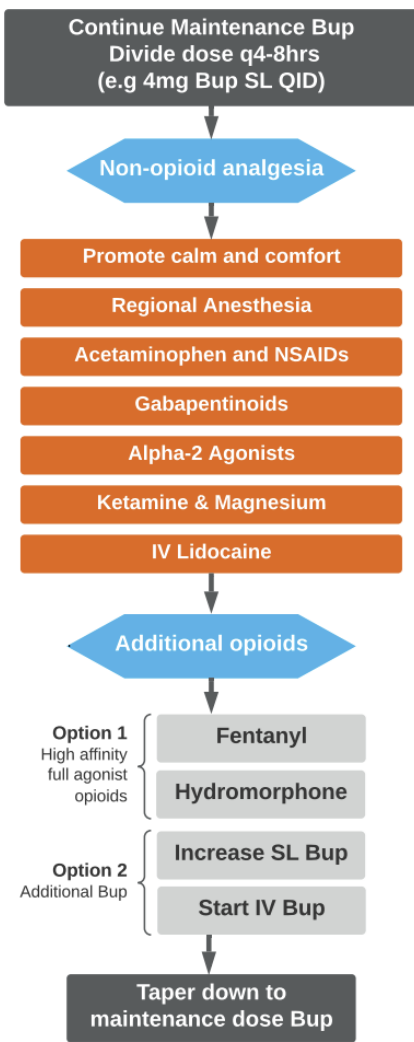 Continue Maintenance Bup
Divide dose q4-8hrs
(e.g 4mg Bup SL QID)
Non-opioid analgesia
Promote calm and comfort
Regional Anesthesia
Acetaminophen and NSAIDs
Gabapentinoids
Alpha-2 Agonists
Ketamine & Magnesium
IV Lidocaine
Additional opioids
Option 1
High affinity
full agonist
opioids
Fentanyl
Hydromorphone
Option 2
Additional Bup
Increase SL Bup
Start IV Bup
Taper down to
maintenance dose Bup